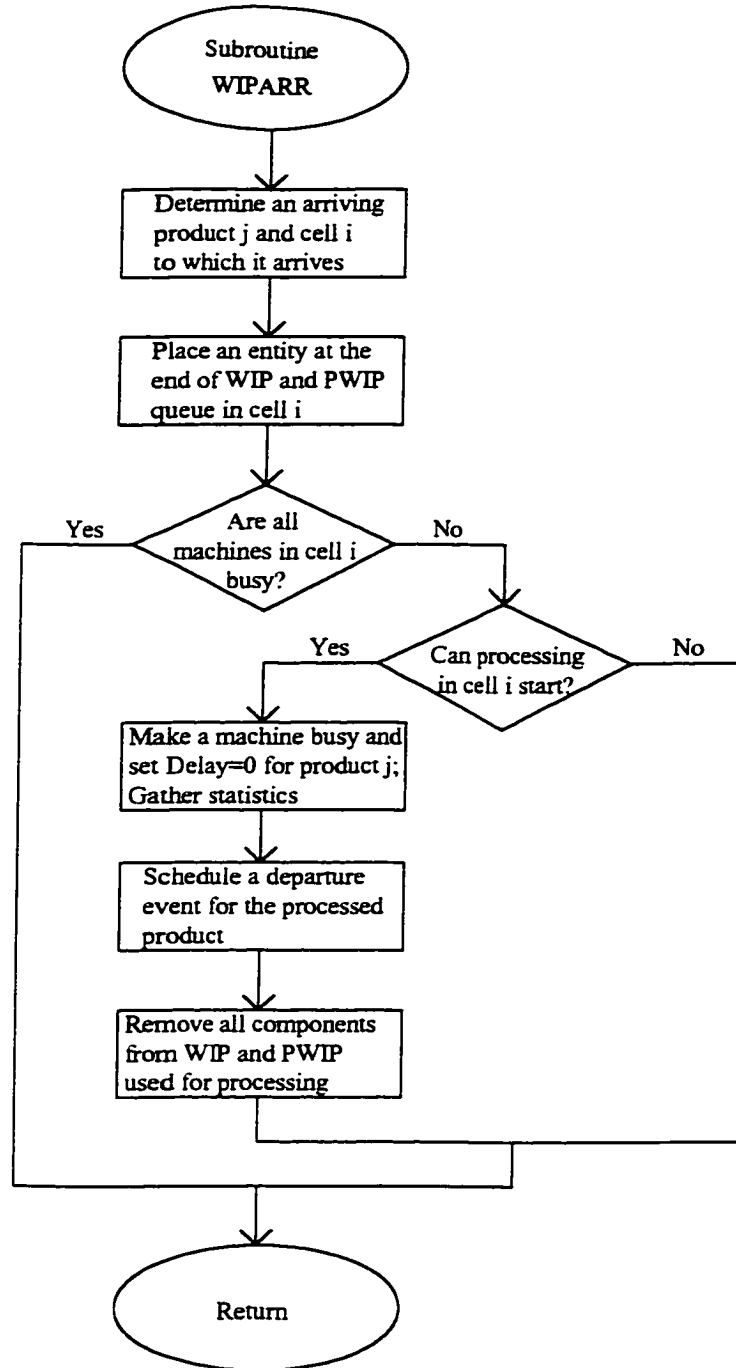 Subroutine
WIPARR
Determine an arriving
product j and cell i
to which it arrives
Place an entity at the
end of WIP and PWIP
queue in cell i
Yes
Are all
machines in cell i
busy?
No
Yes
Can processing
in cell i start?
No
Make a machine busy and
set Delay=0 for product j;
Gather statistics
Schedule a departure
event for the processed
product
Remove all components
from WIP and PWIP
used for processing
Return